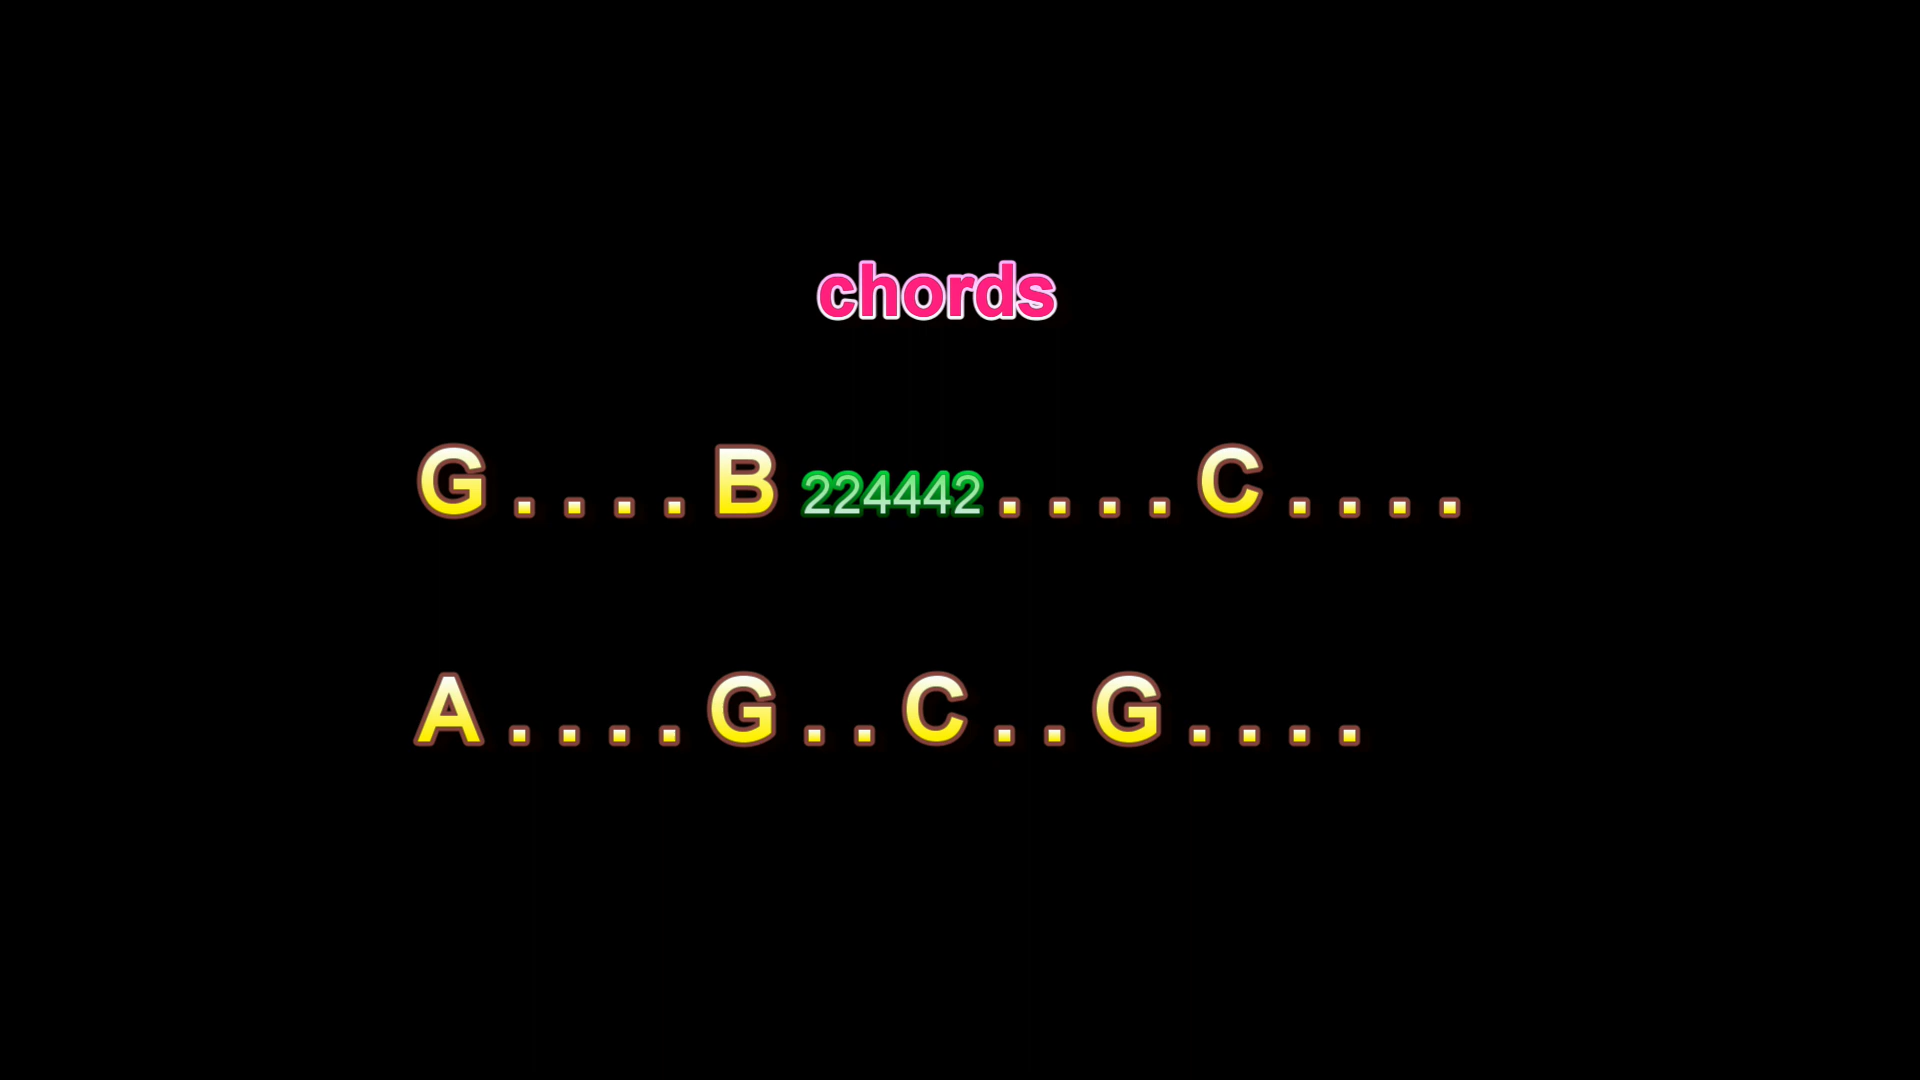 chords
G . . . . B 224442 . . . . C . . . .
A . . . . G . . C . . G . . . .